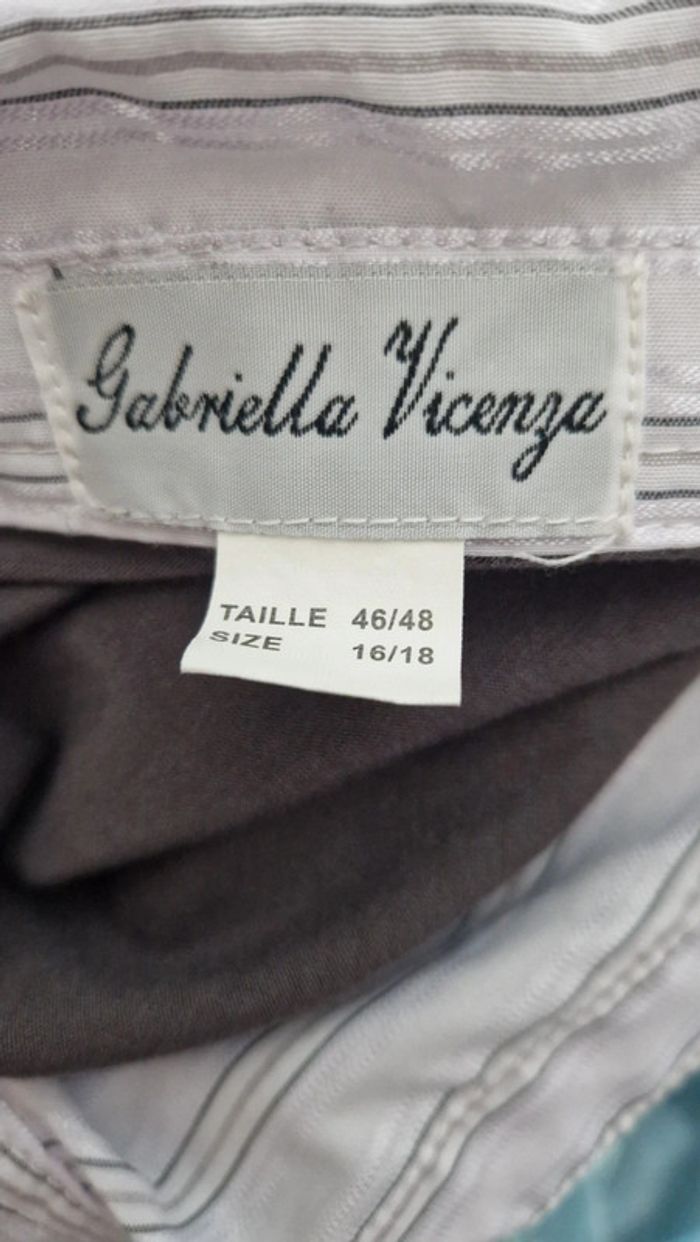 Gabriella Vicenza
TAILLE 46/48
SIZE 16/18